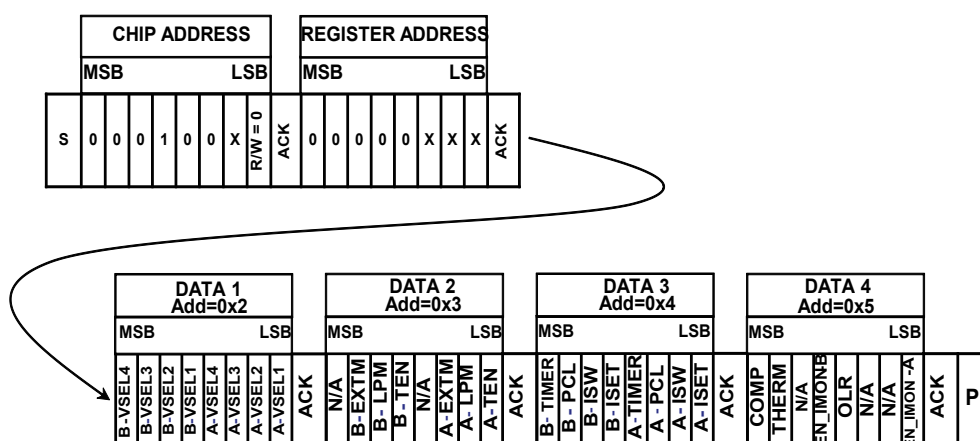 CHIP ADDRESS REGISTER ADDRESS
MSB LSB MSB LSB
S 0 0 0 1 0 0 X R/W = 0 ACK 0 0 0 0 0 X X X ACK
DATA 1 DATA 2 DATA 3 DATA 4
Add=0x2 Add=0x3 Add=0x4 Add=0x5
MSB LSB MSB LSB MSB LSB MSB LSB
B-VSEL4 B-VSEL3 B-VSEL2 B-VSEL1 A-VSEL4 A-VSEL3 A-VSEL2 A-VSEL1 ACK N/A B-EXTM B-LPM B-TEN N/A A-EXTM A-LPM A-TEN ACK B-TIMER B-PCL B-ISW B-ISET A-TIMER A-PCL A-ISW A-ISET ACK COMP THERM N/A EN_IMON-B OLR N/A N/A EN_IMON-A ACK P